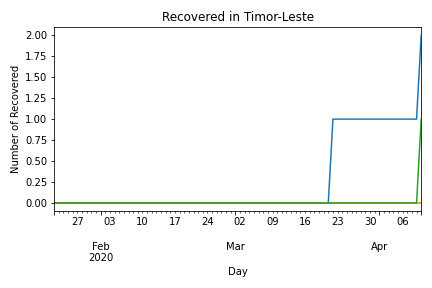 Recovered in Timor-Leste
Number of Recovered
2.00
1.75
1.50
1.25
1.00
0.75
0.50
0.25
0.00
27 03 10 17 24 02 09 16 23 30 06
Feb Mar Apr
2020
Day